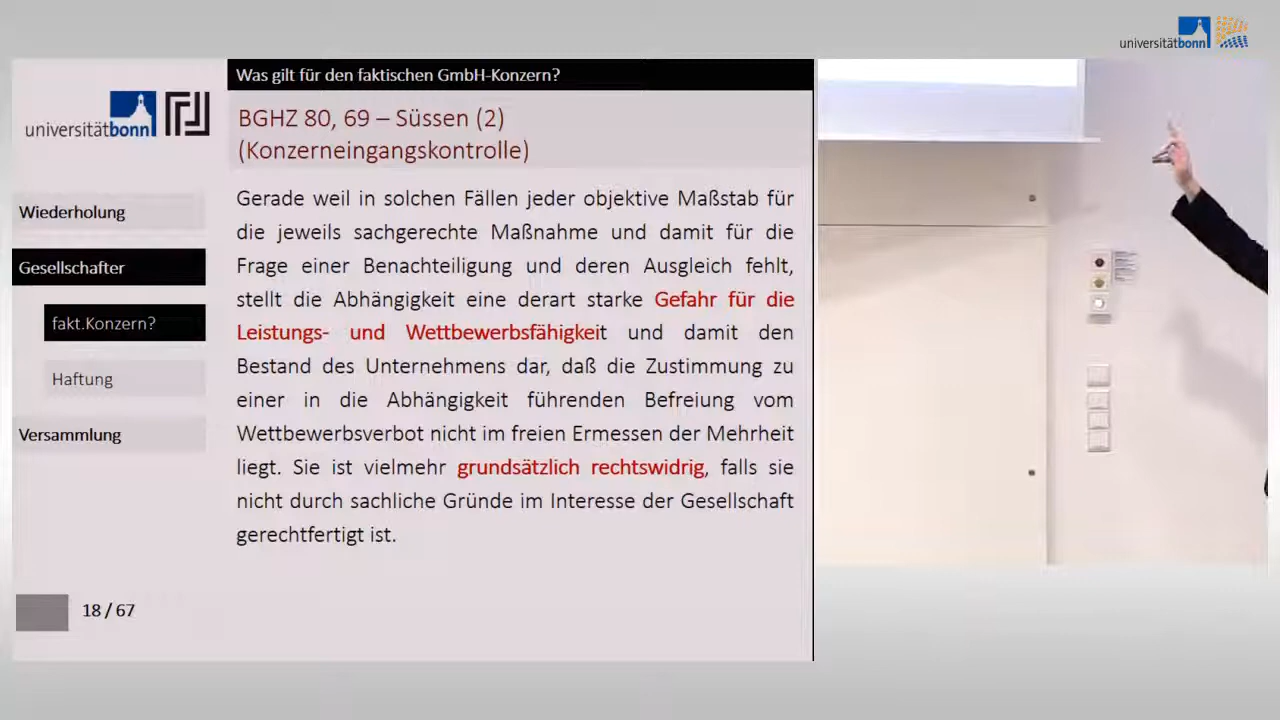 universitätbonn
Was gilt für den faktischen GmbH-Konzern?
universitätbonn
BGHZ 80, 69 – Süssen (2)
(Konzerneingangskontrolle)
Wiederholung
Gesellschafter
fakt.Konzern?
Haftung
Versammlung
Gerade weil in solchen Fällen jeder objektive Maßstab für
die jeweils sachgerechte Maßnahme und damit für die
Frage einer Benachteiligung und deren Ausgleich fehlt,
stellt die Abhängigkeit eine derart starke Gefahr für die
Leistungs- und Wettbewerbsfähigkeit und damit den
Bestand des Unternehmens dar, daß die Zustimmung zu
einer in die Abhängigkeit führenden Befreiung vom
Wettbewerbsverbot nicht im freien Ermessen der Mehrheit
liegt. Sie ist vielmehr grundsätzlich rechtswidrig, falls sie
nicht durch sachliche Gründe im Interesse der Gesellschaft
gerechtfertigt ist.
18 / 67